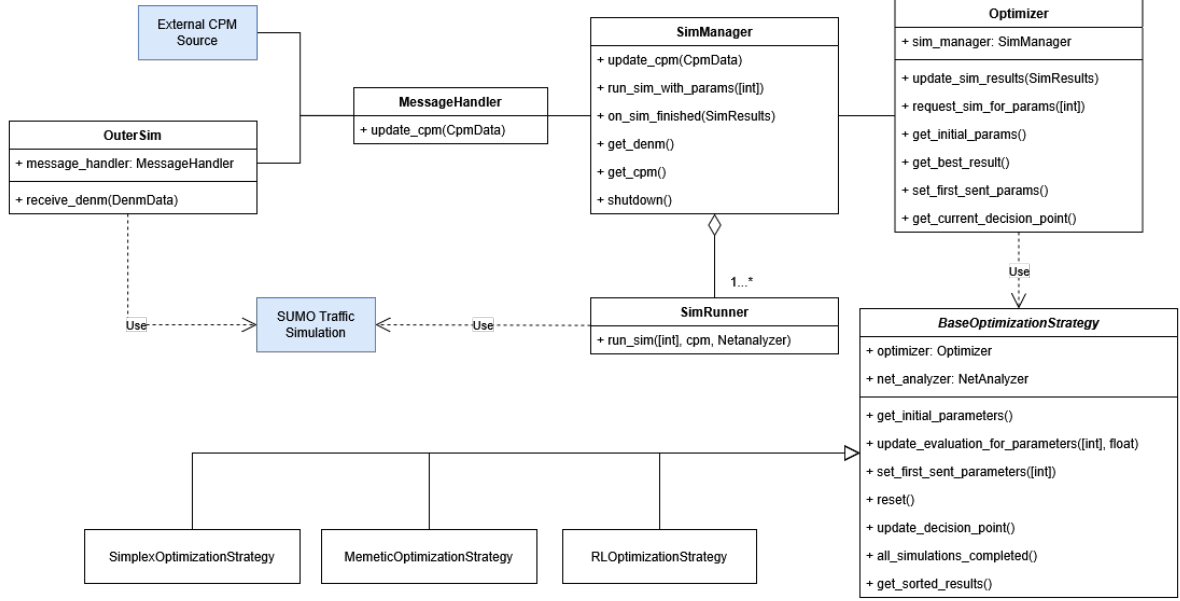 External CPM
Source
OuterSim
+ message_handler: MessageHandler
+ receive_denm(DenmData)
MessageHandler
+ update_cpm(CpmData)
SimManager
+ update_cpm(CpmData)
+ run_sim_with_params([int])
+ on_sim_finished(SimResults)
+ get_denm()
+ get_cpm()
+ shutdown()
Optimizer
+ sim_manager: SimManager
+ update_sim_results(SimResults)
+ request_sim_for_params([int])
+ get_initial_params()
+ get_best_result()
+ set_first_sent_params()
+ get_current_decision_point()
Use
1...*
Use
SUMO Traffic
Simulation
Use
SimRunner
+ run_sim([int], cpm, Netanalyzer)
BaseOptimizationStrategy
+ optimizer: Optimizer
+ net_analyzer: NetAnalyzer
+ get_initial_parameters()
+ update_evaluation_for_parameters([int], float)
+ set_first_sent_parameters([int])
+ reset()
+ update_decision_point()
+ all_simulations_completed()
+ get_sorted_results()
SimplexOptimizationStrategy
MemeticOptimizationStrategy
RLOptimizationStrategy